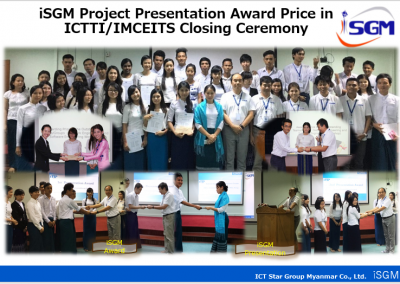 iSGM Project Presentation Award Price in
ICTTI/IMCEITS Closing Ceremony
iSGM
iSGM
Award
iSGM
Presentation
ICT Star Group Myanmar Co., Ltd. iSGM